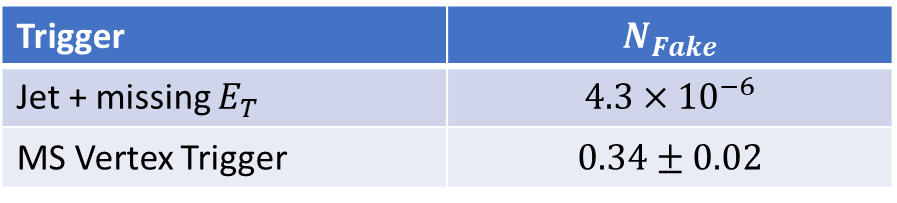 Trigger N_Fake
Jet + missing E_T 4.3 × 10⁻⁶
MS Vertex Trigger 0.34 ± 0.02